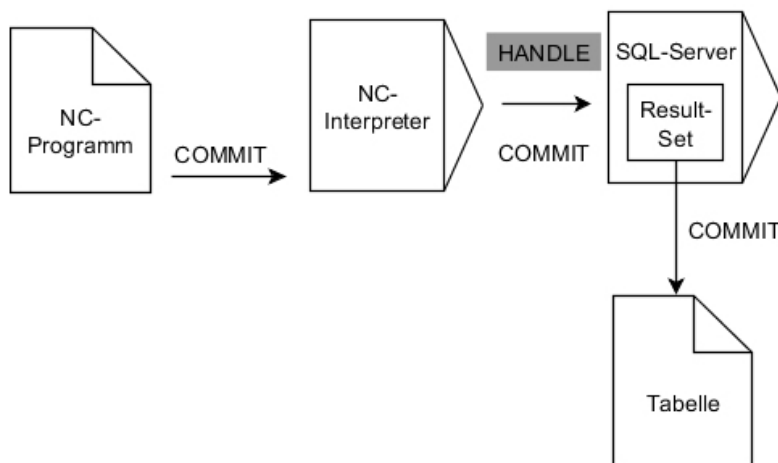 NC-
Programm
COMMIT
NC-
Interpreter
HANDLE
COMMIT
SQL-Server
Result-
Set
COMMIT
Tabelle